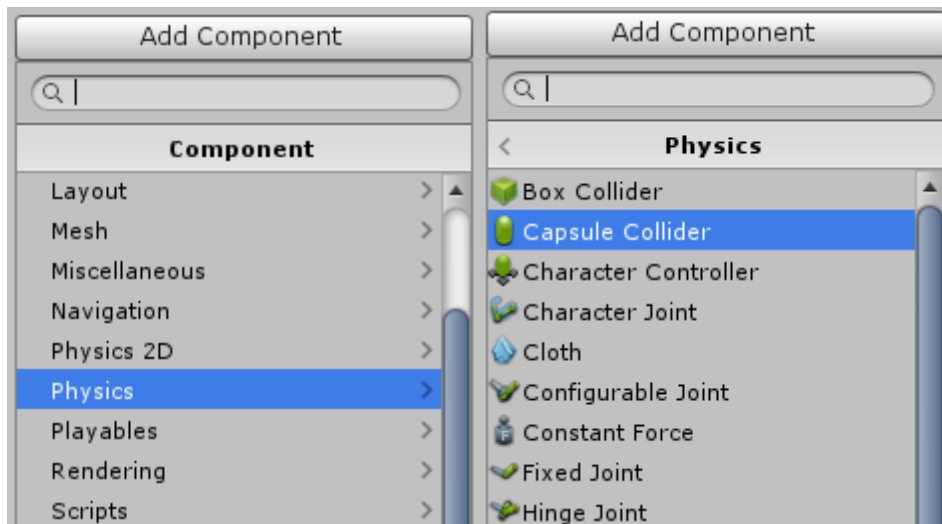 Add Component
Component
Layout
Mesh
Miscellaneous
Navigation
Physics 2D
Physics
Playables
Rendering
Scripts
Add Component
Physics
Box Collider
Capsule Collider
Character Controller
Character Joint
Cloth
Configurable Joint
Constant Force
Fixed Joint
Hinge Joint